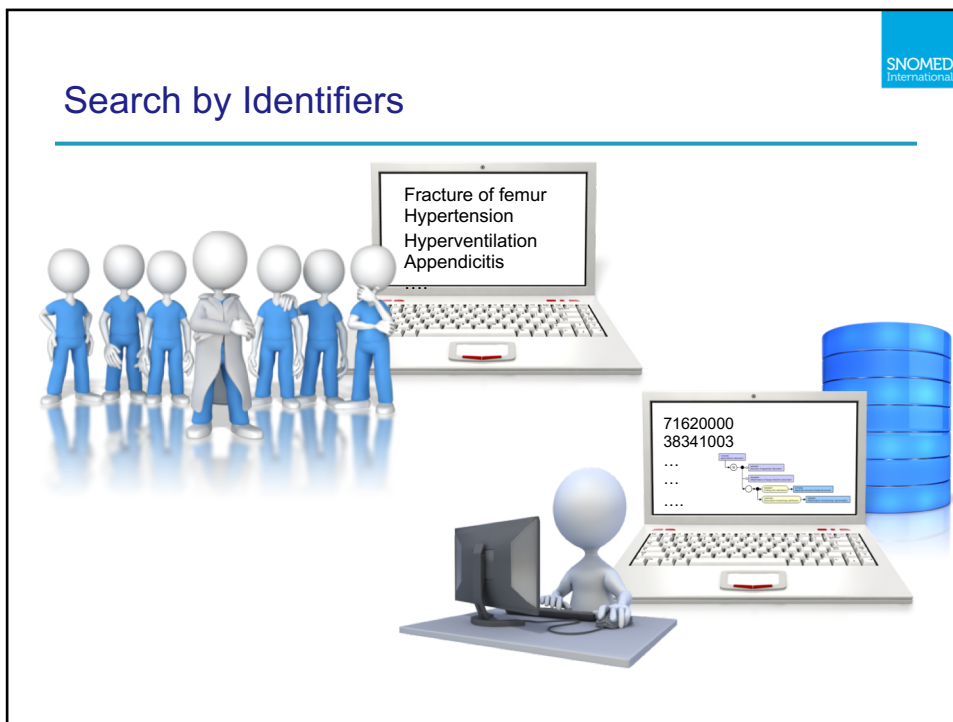 SNOMED
International
Search by Identifiers
Fracture of femur
Hypertension
Hyperventilation
Appendicitis
....
71620000
38341003
...
...
....